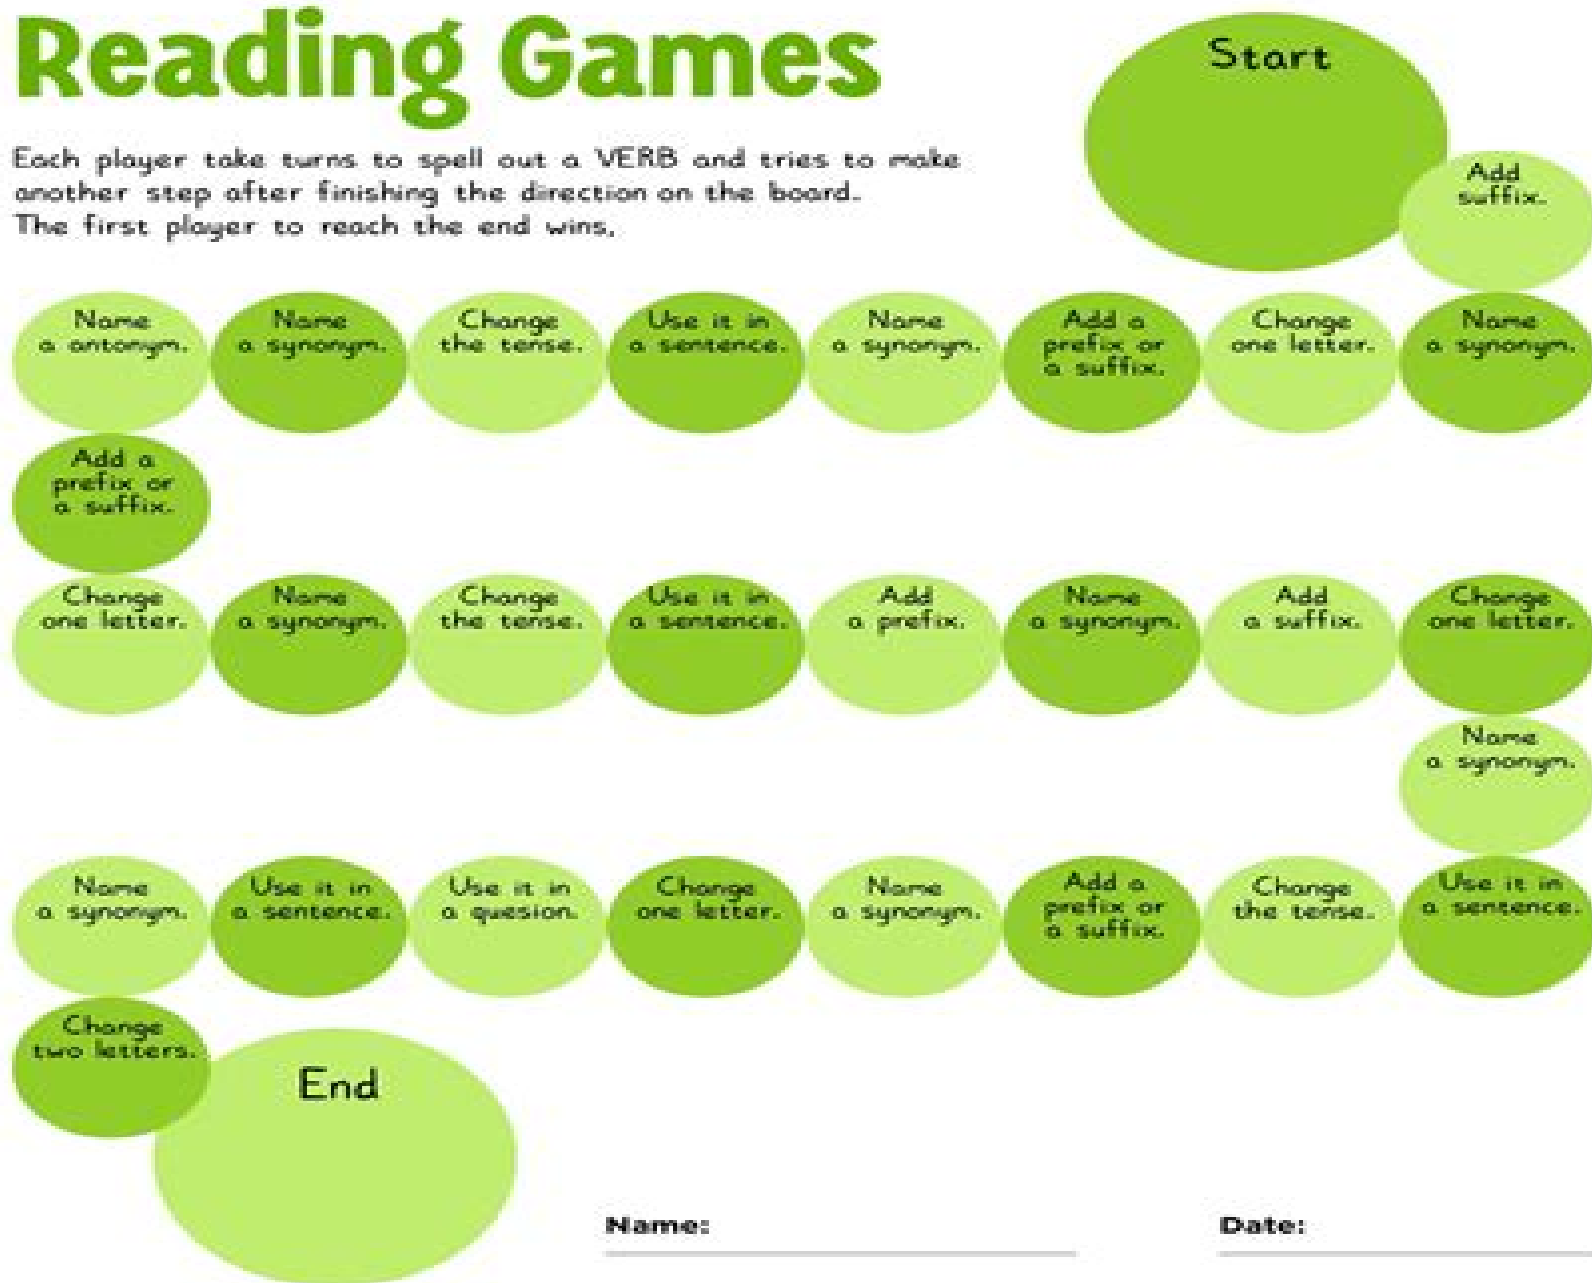 Reading Games
Start
Each player take turns to spell out a VERB and tries to make
another step after finishing the direction on the board.
The first player to reach the end wins.
Add
suffix.
Name
a antonym.
Name
a synonym.
Change
the tense.
Use it in
a sentence.
Name
a synonym.
Add a
prefix or
a suffix.
Change
one letter.
Name
a synonym.
Add a
prefix or
a suffix.
Change
one letter.
Name
a synonym.
Change
the tense.
Use it in
a sentence.
Add
a prefix.
Name
a synonym.
Add
a suffix.
Change
one letter.
Name
a synonym.
Name
a synonym.
Use it in
a sentence.
Use it in
a quesion.
Change
one letter.
Name
a synonym.
Add a
prefix or
a suffix.
Change
the tense.
Use it in
a sentence.
Change
two letters.
End
Name:
Date: